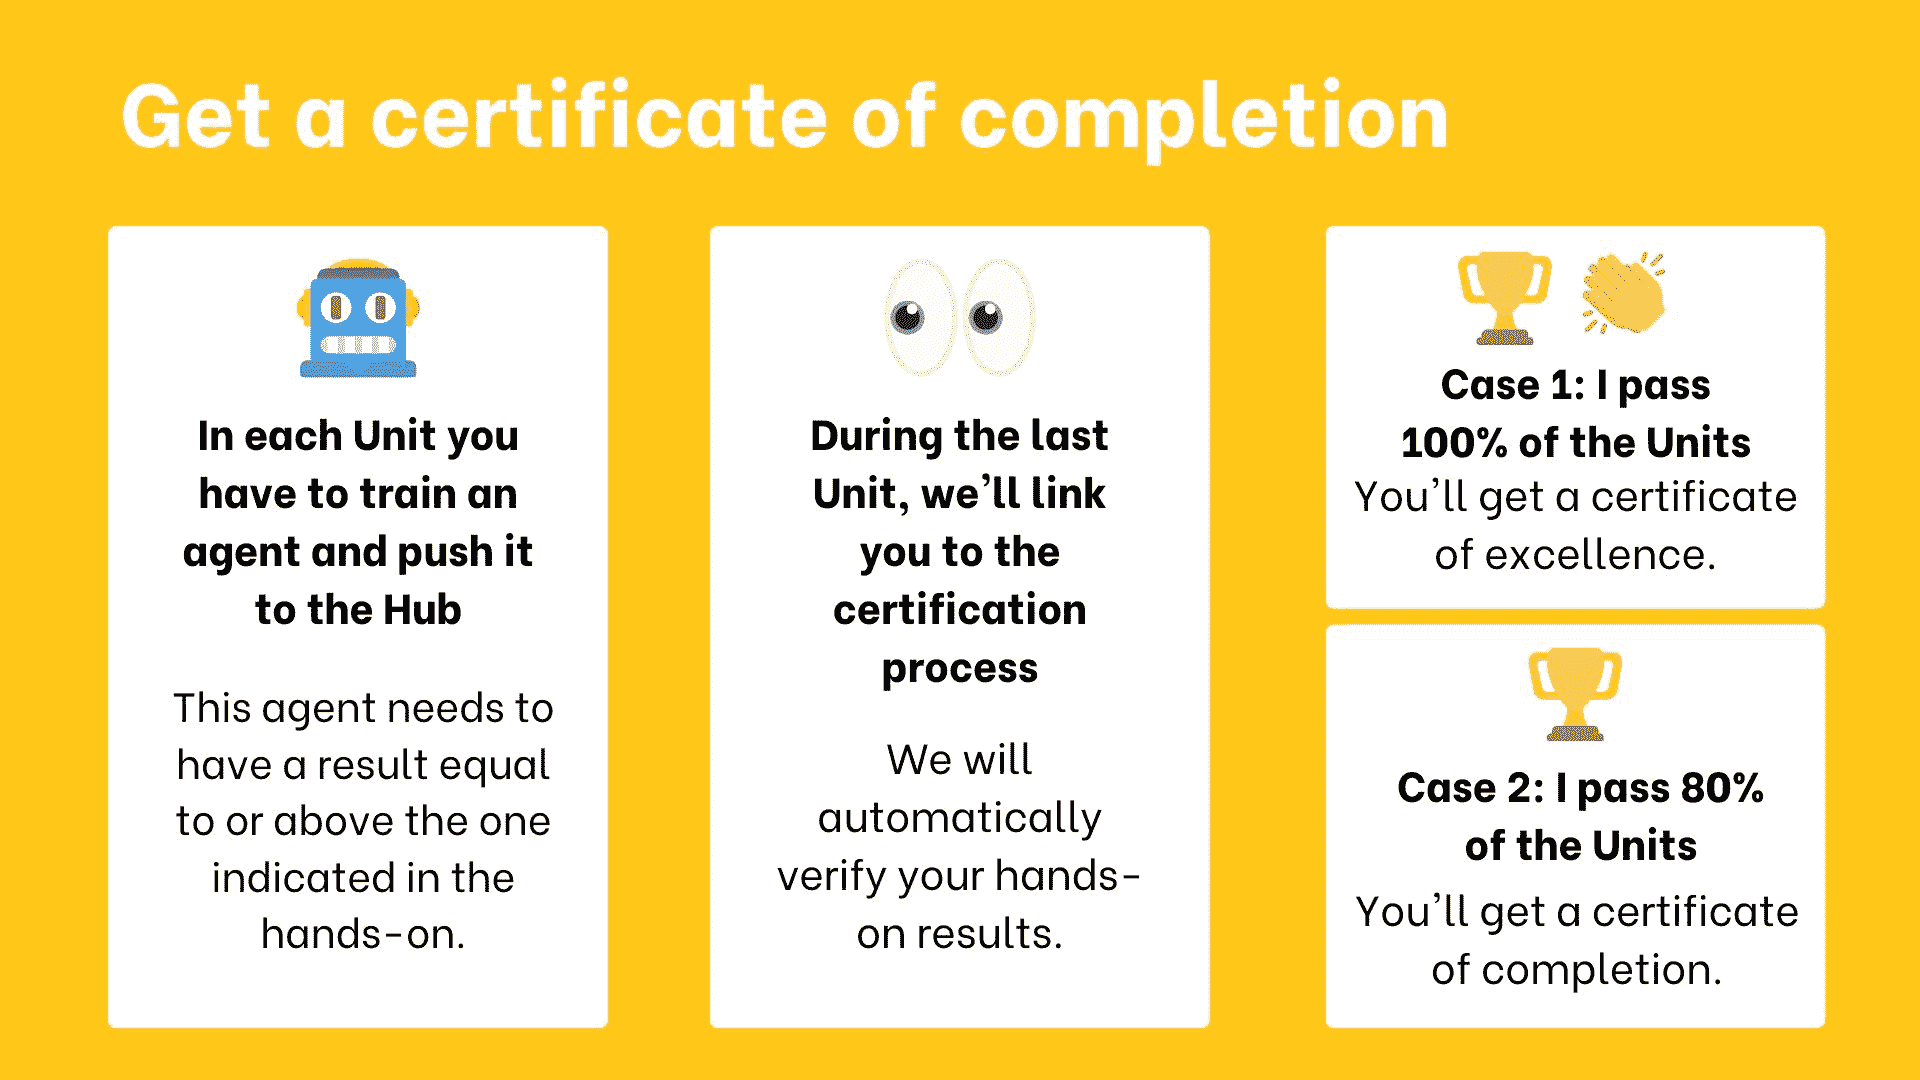 Get a certificate of completion
In each Unit you
have to train an
agent and push it
to the Hub
This agent needs to
have a result equal
to or above the one
indicated in the
hands-on.
During the last
Unit, we'll link
you to the
certification
process
We will
automatically
verify your hands-
on results.
Case 1: I pass
100% of the Units
You'll get a certificate
of excellence.
Case 2: I pass 80%
of the Units
You'll get a certificate
of completion.